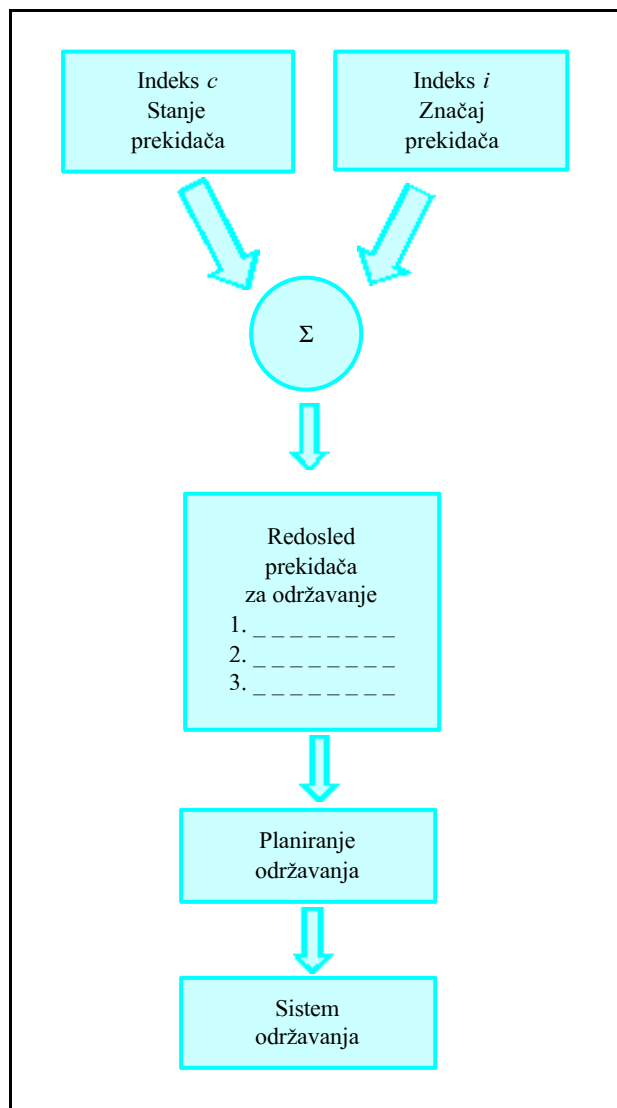 Indeks c
Stanje
prekidača
Indeks i
Značaj
prekidača
Σ
Redosled
prekidača
za održavanje
1. _ _ _ _ _ _ _ _
2. _ _ _ _ _ _ _ _
3. _ _ _ _ _ _ _ _
Planiranje
održavanja
Sistem
održavanja